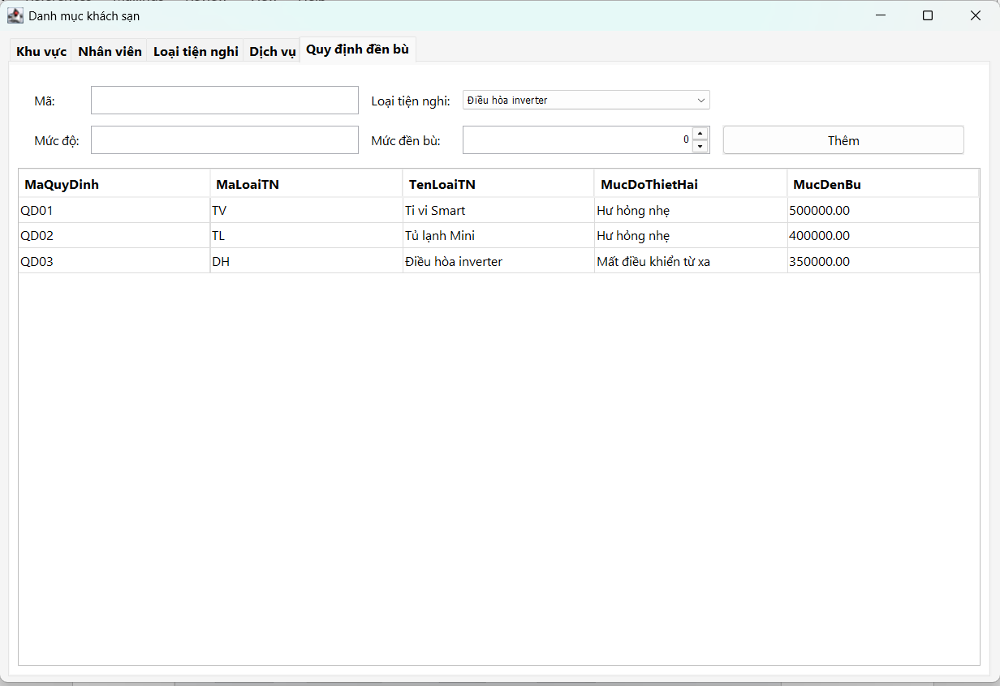 Danh mục khách sạn
Khu vực Nhân viên Loại tiện nghi Dịch vụ Quy định đền bù
Mã: Loại tiện nghi: Điều hòa inverter
Mức độ: Mức đền bù: 0 Thêm
MaQuyDinh MaLoaiTN TenLoaiTN MucDoThietHai MucDenBu
QD01 TV Ti vi Smart Hư hỏng nhẹ 500000.00
QD02 TL Tủ lạnh Mini Hư hỏng nhẹ 400000.00
QD03 DH Điều hòa inverter Mất điều khiển từ xa 350000.00